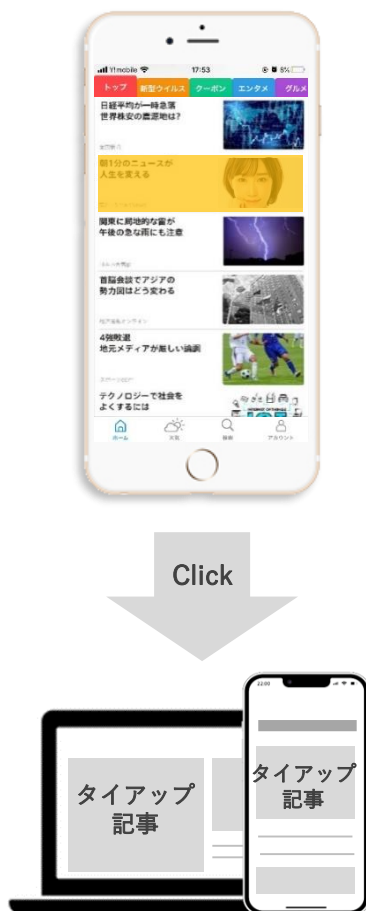 Y!mobile 17:53 8%
トップ 新型ウイルス クーポン エンタメ グルメ
日経平均が一時急落
世界株安の震源地は?
朝1分のニュースが
人生を変える
関東に局地的な雷が
午後の急な雨にも注意
首脳会談でアジアの
勢力図はどう変わる
4強敗退
地元メディアが厳しい論調
テクノロジーで社会を
よくするには
ホーム 天気 検索 アカウント
Click
タイアップ
記事
タイアップ
記事